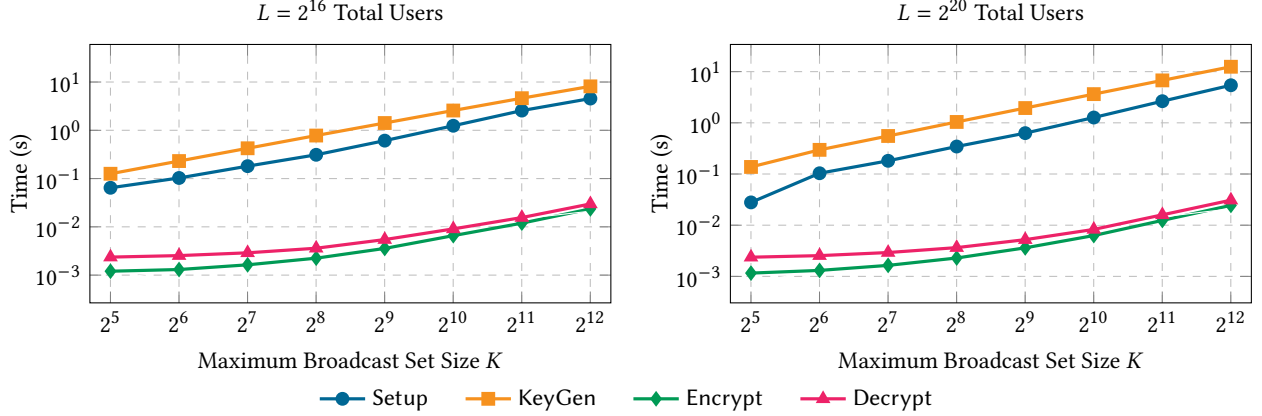 L = 2^16 Total Users
Time (s)
10^1
10^0
10^−1
10^−2
10^−3
2^5 2^6 2^7 2^8 2^9 2^10 2^11 2^12
Maximum Broadcast Set Size K
L = 2^20 Total Users
Time (s)
10^1
10^0
10^−1
10^−2
10^−3
2^5 2^6 2^7 2^8 2^9 2^10 2^11 2^12
Maximum Broadcast Set Size K
Setup KeyGen Encrypt Decrypt